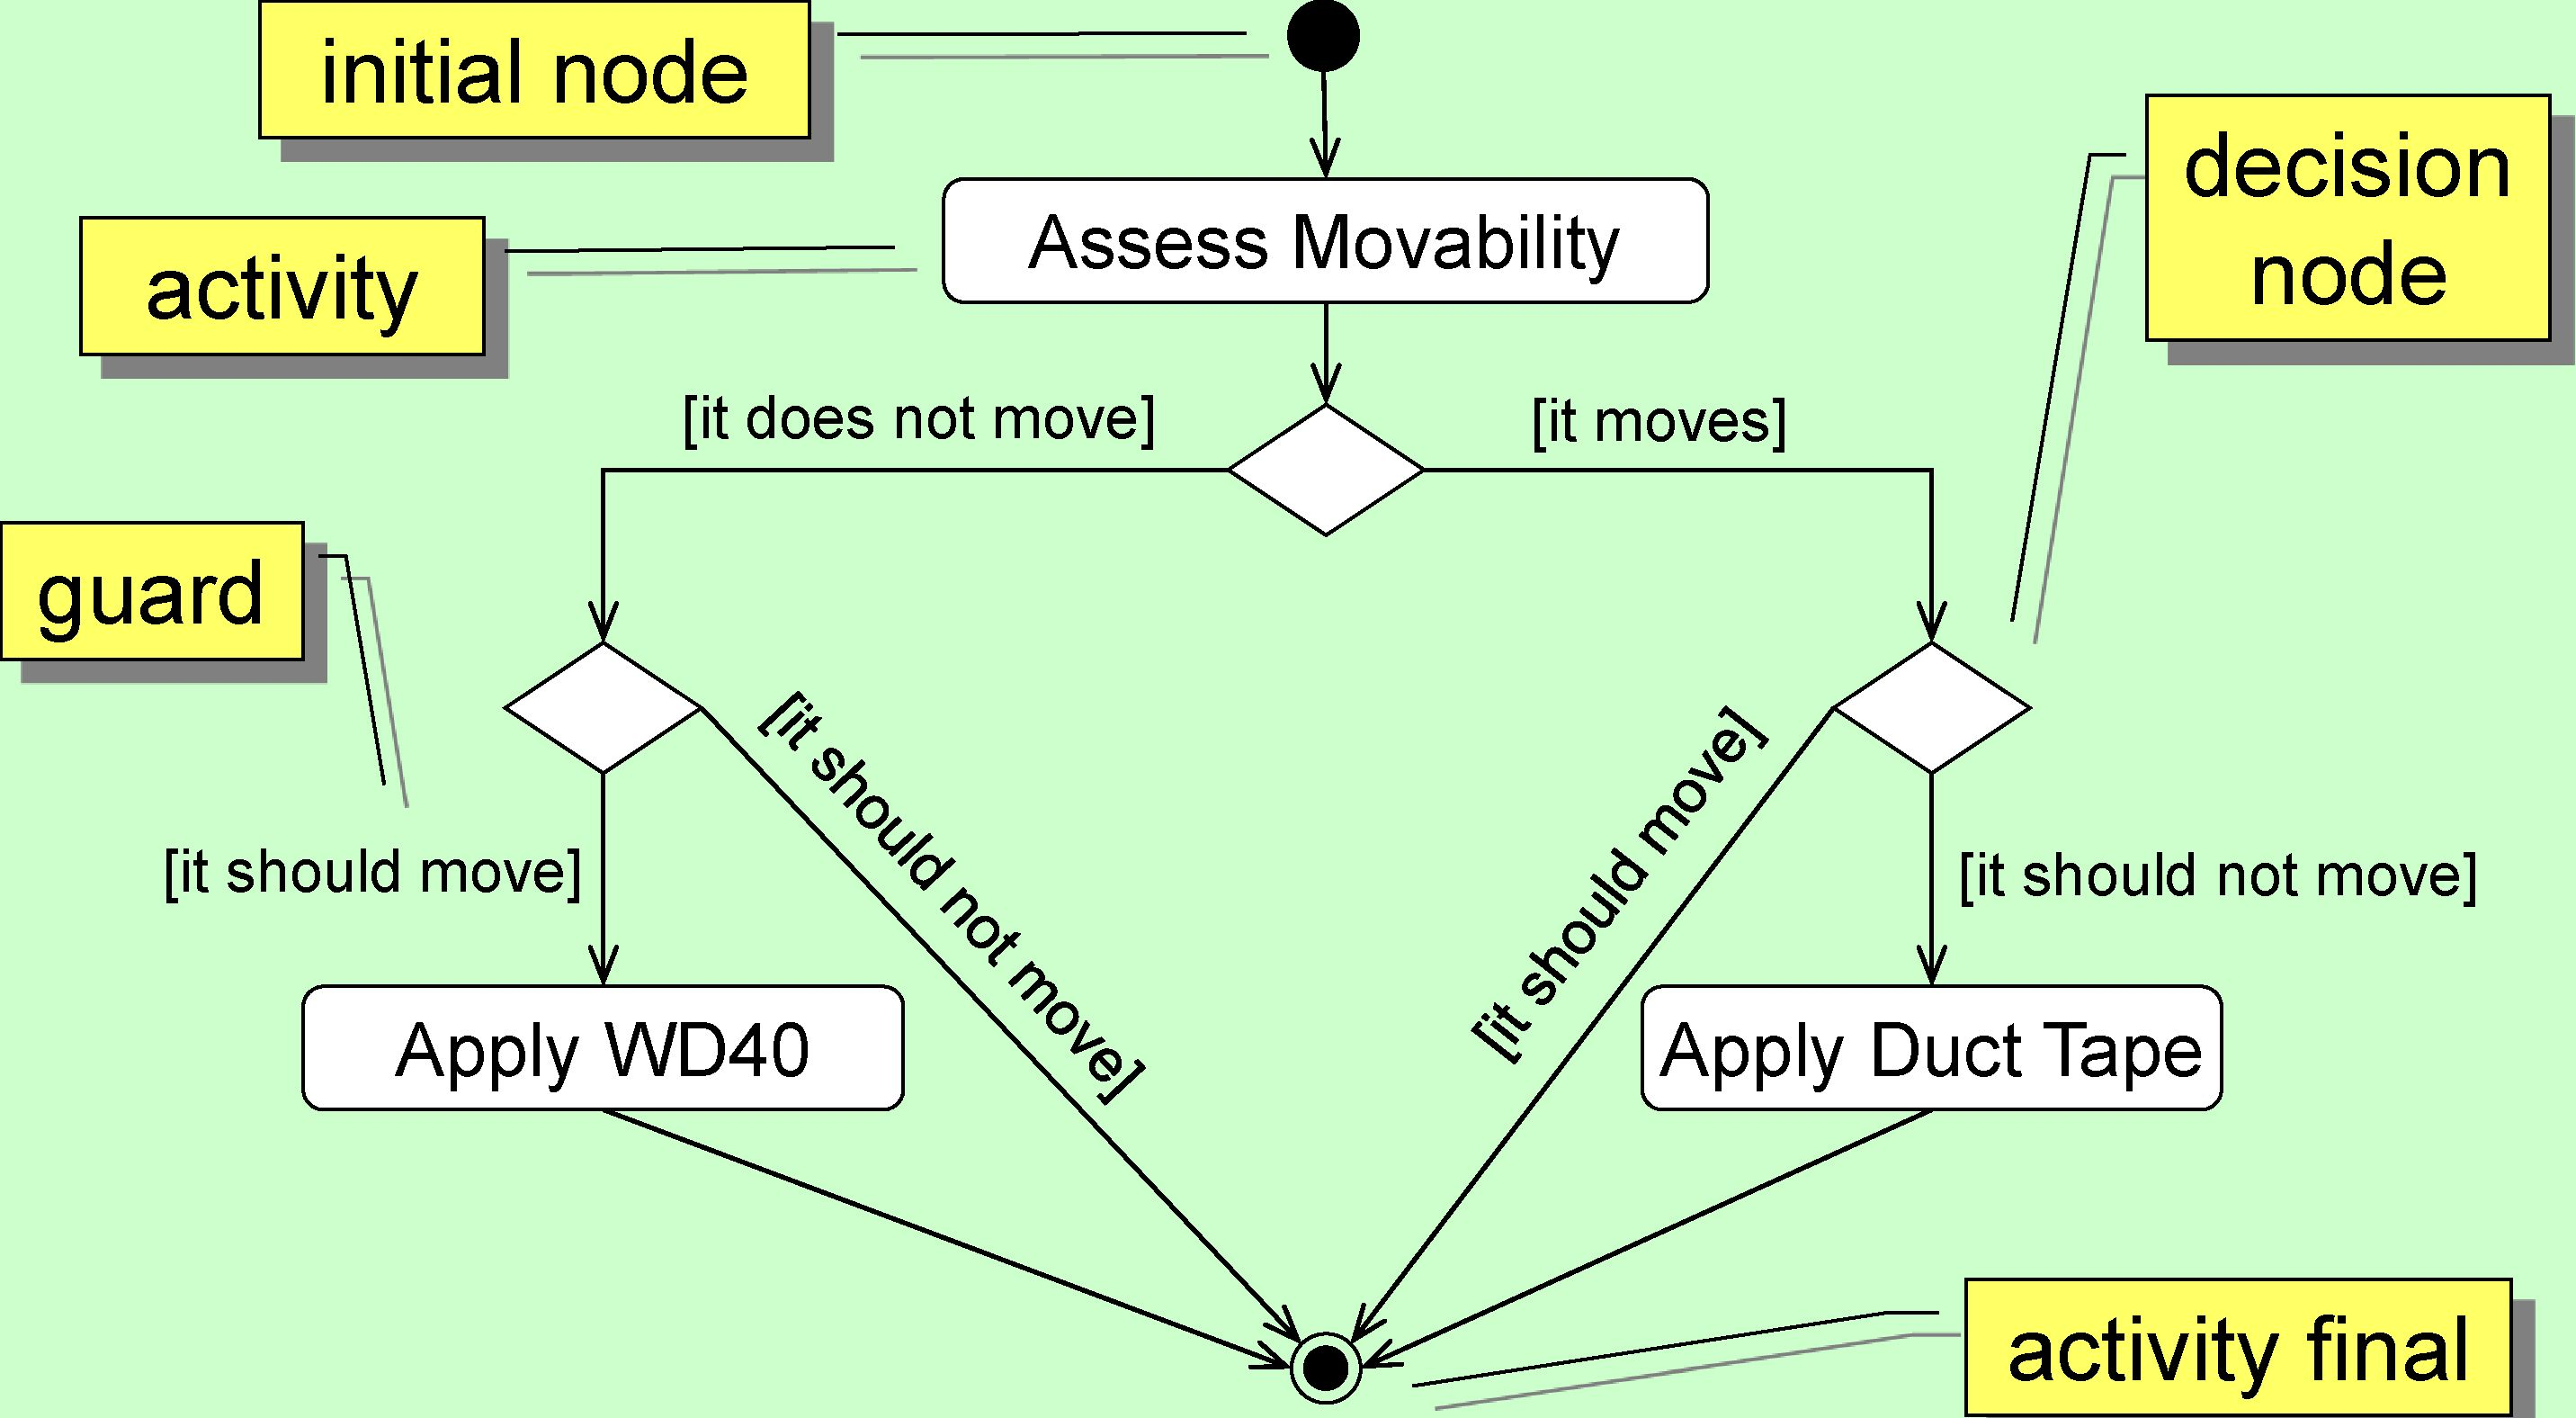 initial node
decision
node
Assess Movability
activity
[it does not move]
[it moves]
guard
[it should move]
[it should not move]
[it should move]
[it should not move]
Apply WD40
Apply Duct Tape
activity final